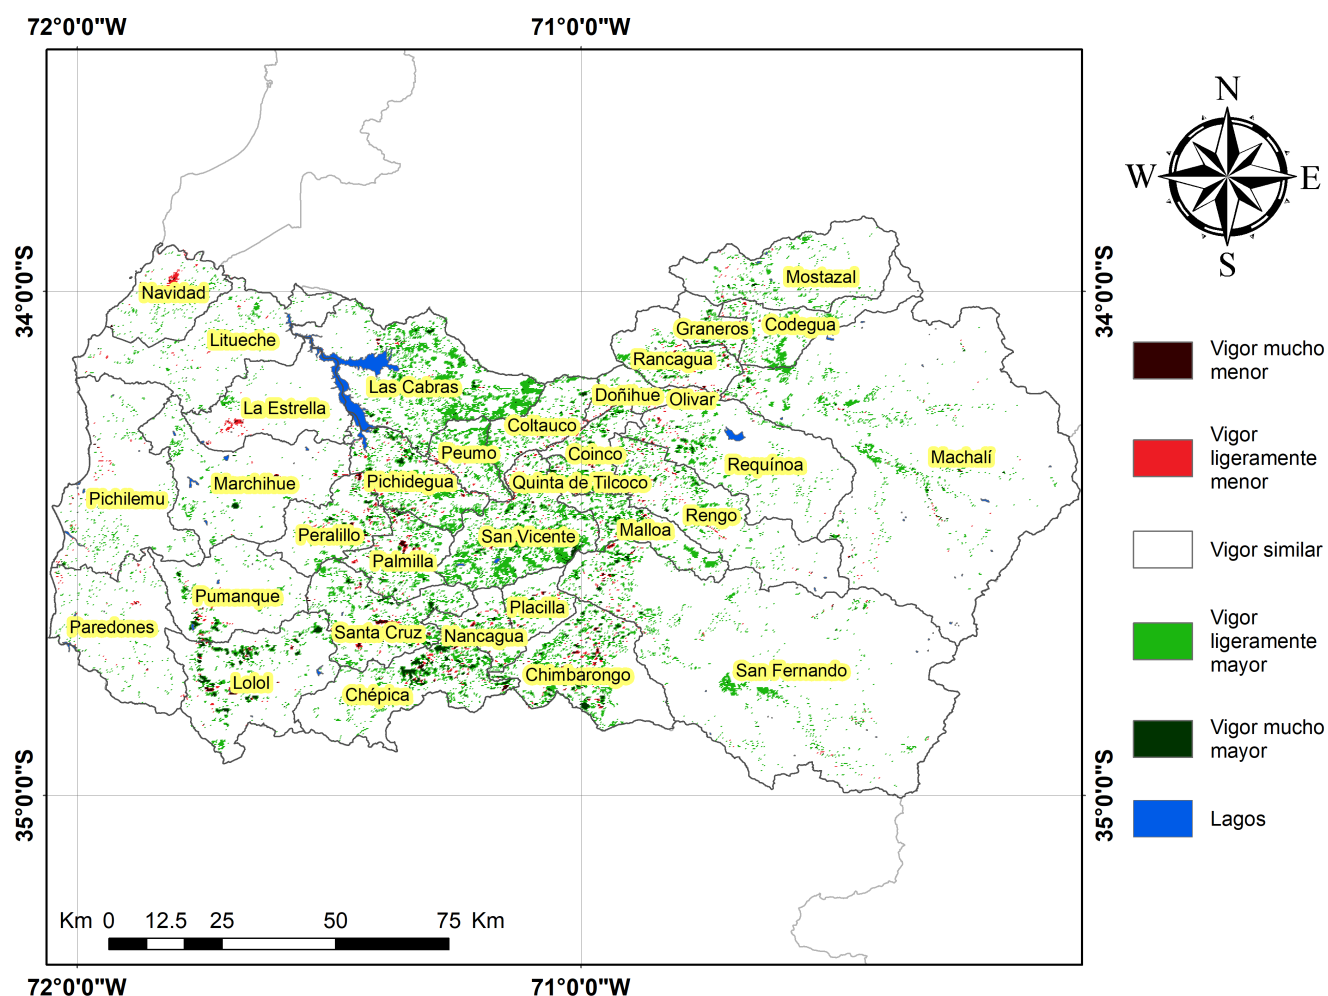 72°0'0"W
71°0'0"W
N
W
E
S
34°0'0"S
34°0'0"S
35°0'0"S
35°0'0"S
Mostazal
Navidad
Codegua
Graneros
Litueche
Rancagua
Las Cabras
Doñihue
Olivar
La Estrella
Coltauco
Peumo
Coinco
Machalí
Requínoa
Pichidegua
Quinta de Tilcoco
Marchihue
Pichilemu
Rengo
Malloa
Peralillo
San Vicente
Palmilla
Pumanque
Placilla
Paredones
Santa Cruz
Nancagua
San Fernando
Chimbarongo
Lolol
Chépica
Vigor mucho
menor
Vigor
ligeramente
menor
Vigor similar
Vigor
ligeramente
mayor
Vigor mucho
mayor
Lagos
Km 0 12.5 25 50 75 Km
72°0'0"W
71°0'0"W